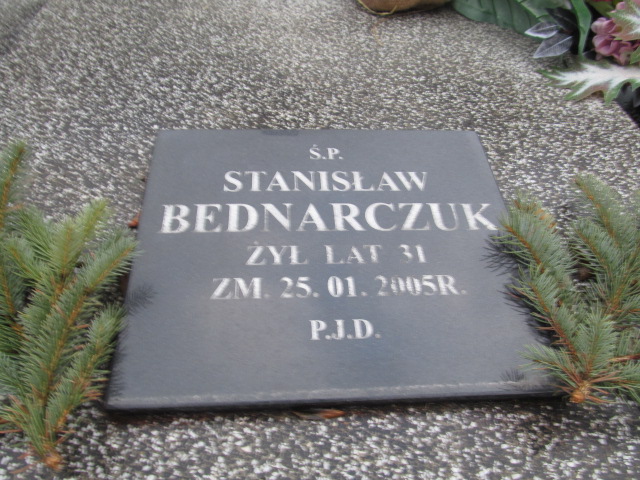 Ś.P.
STANISŁAW
BEDNARCZUK
ŻYŁ LAT 31
ZM. 25. 01. 2005R.
P.J.D.